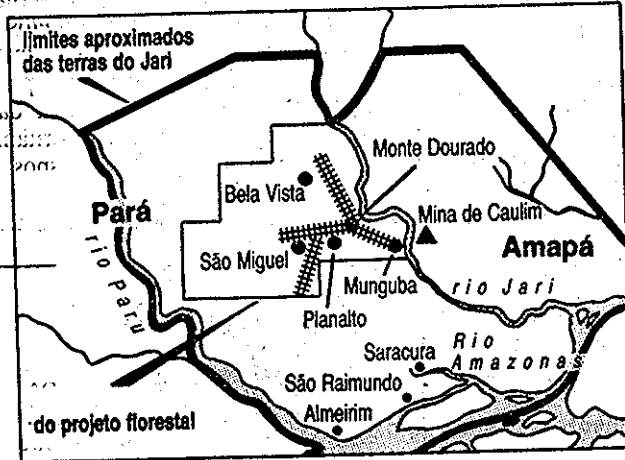 limites aproximados
das terras do Jari
Monte Dourado
Bela Vista
Pará
Mina de Caulim
São Miguel
Amapá
rio Paru
Munguba
rio Jari
Planalto
Rio
Amazonas
Saracura
São Raimundo
Almeirim
do projeto florestal